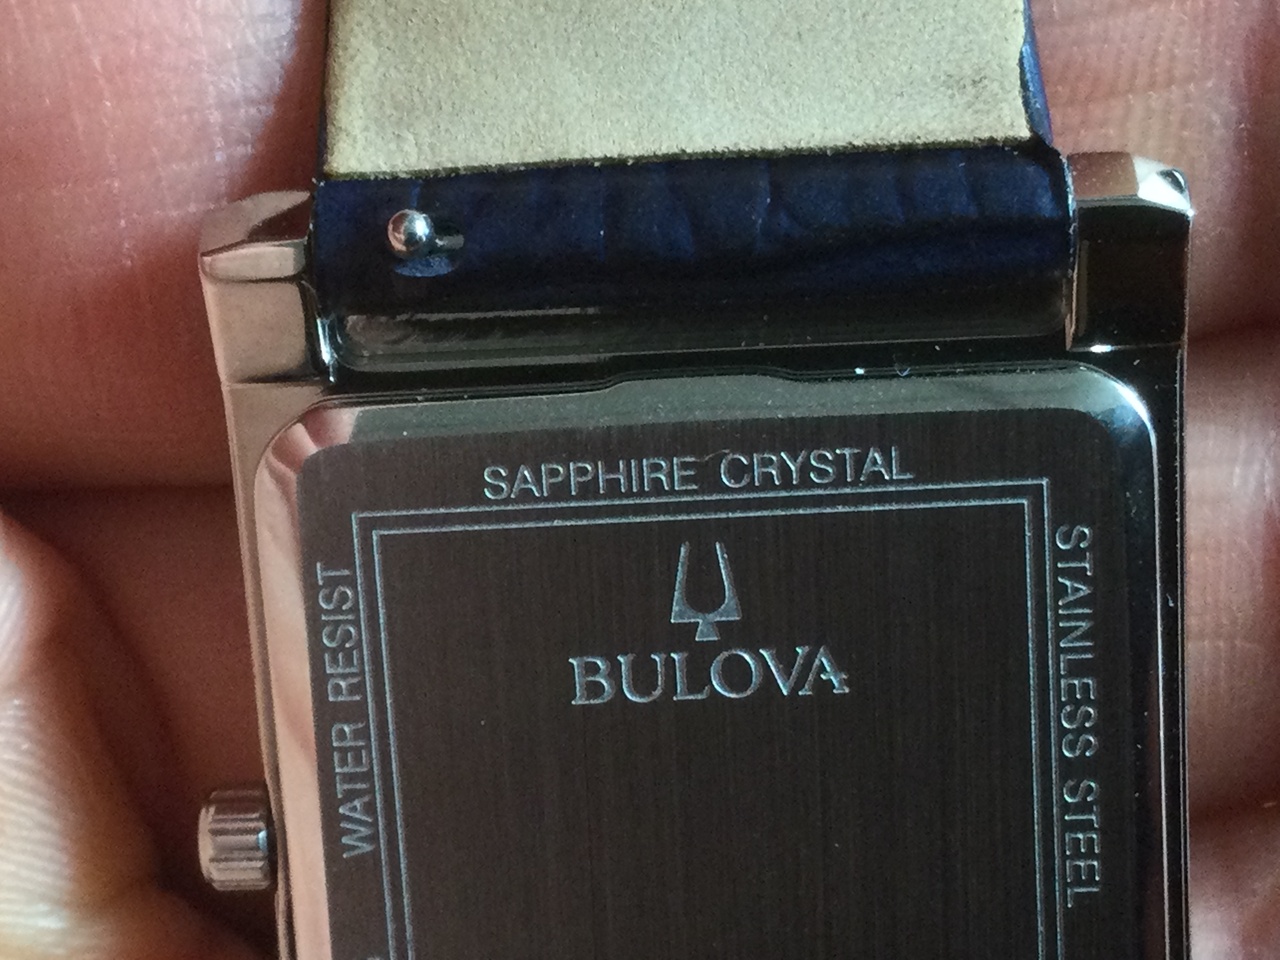 SAPPHIRE CRYSTAL
WATER RESIST
BULOVA
STAINLESS STEEL